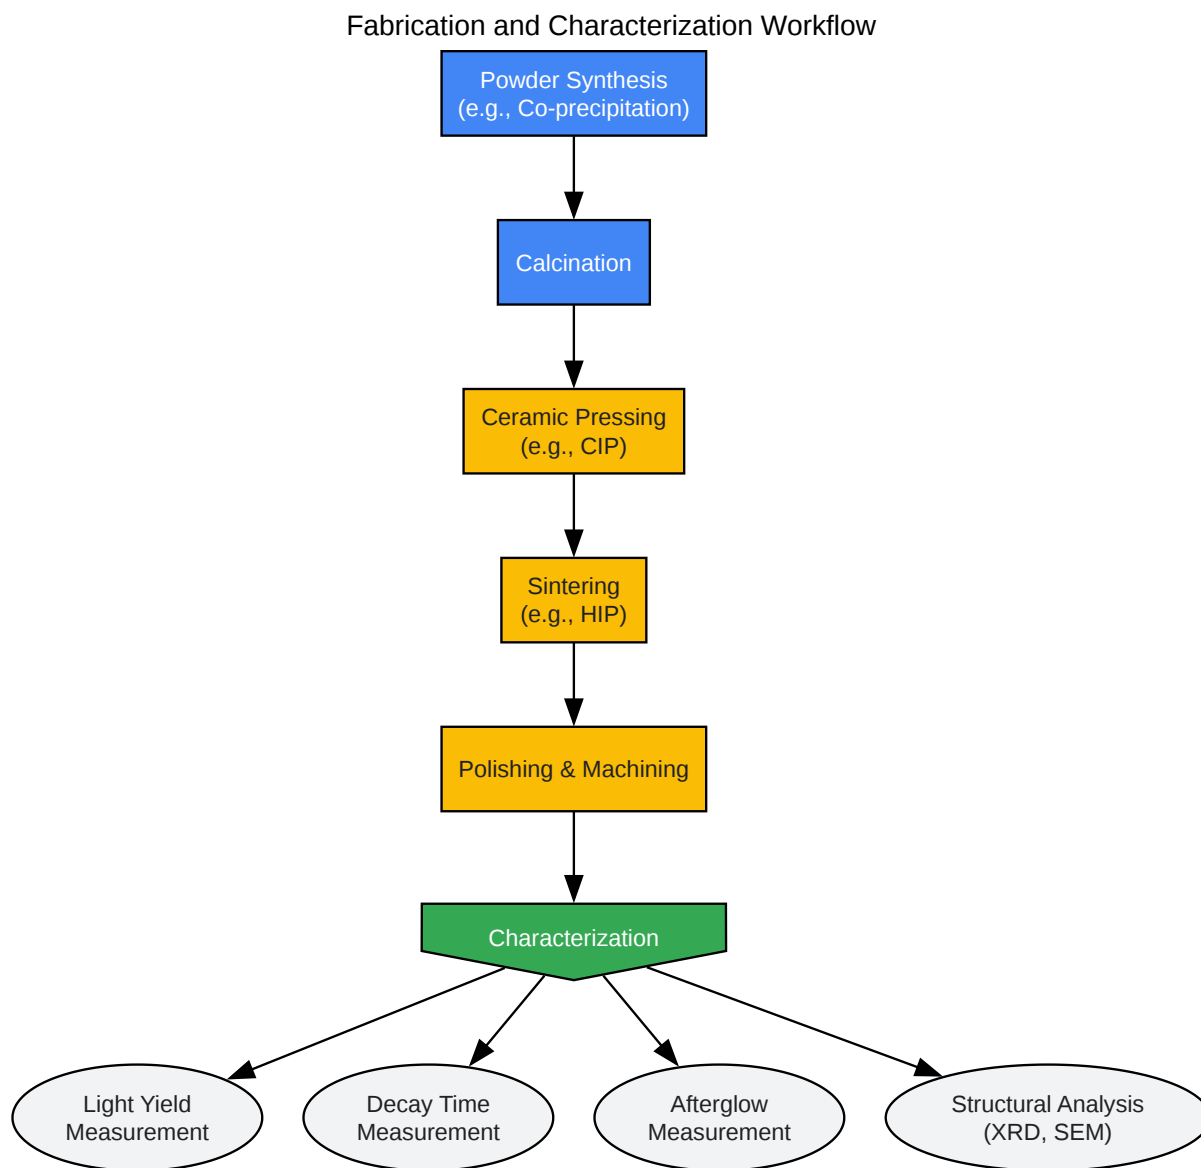 Fabrication and Characterization Workflow
Powder Synthesis
(e.g., Co-precipitation)
Calcination
Ceramic Pressing
(e.g., CIP)
Sintering
(e.g., HIP)
Polishing & Machining
Characterization
Light Yield
Measurement
Decay Time
Measurement
Afterglow
Measurement
Structural Analysis
(XRD, SEM)